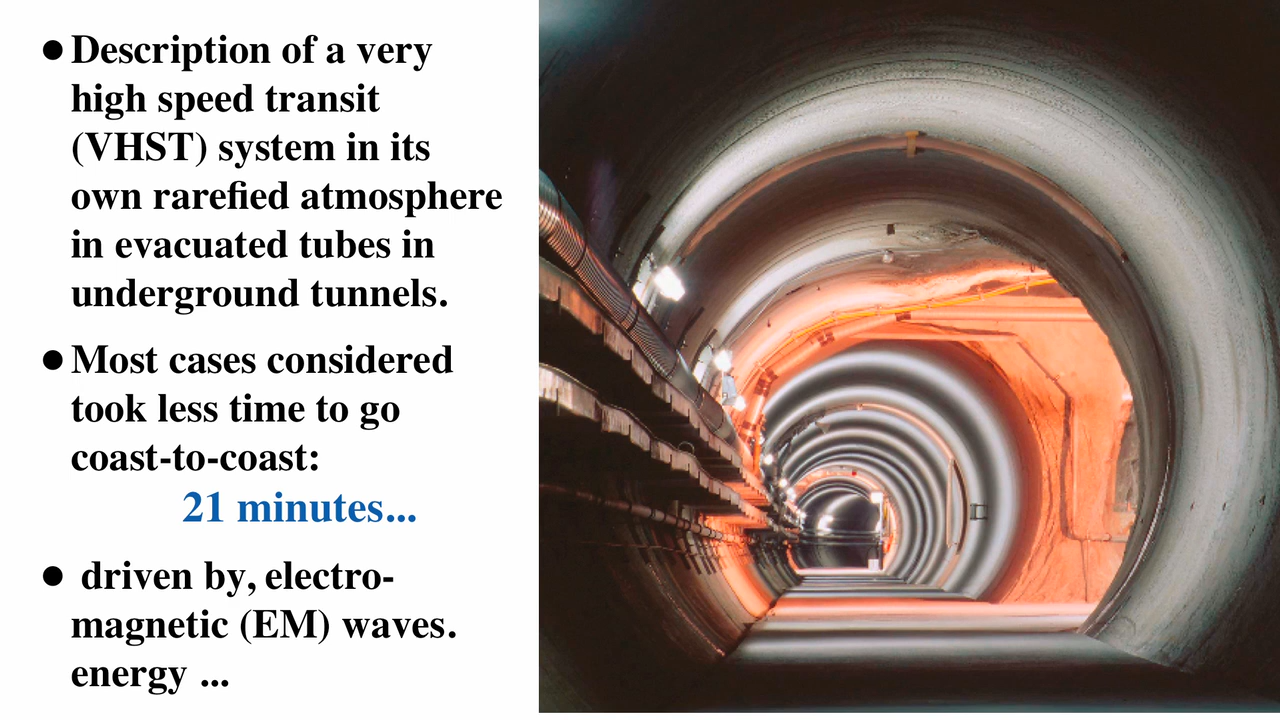 ● Description of a very
high speed transit
(VHST) system in its
own rarefied atmosphere
in evacuated tubes in
underground tunnels.
● Most cases considered
took less time to go
coast-to-coast:
21 minutes...
● driven by, electro-
magnetic (EM) waves.
energy ...